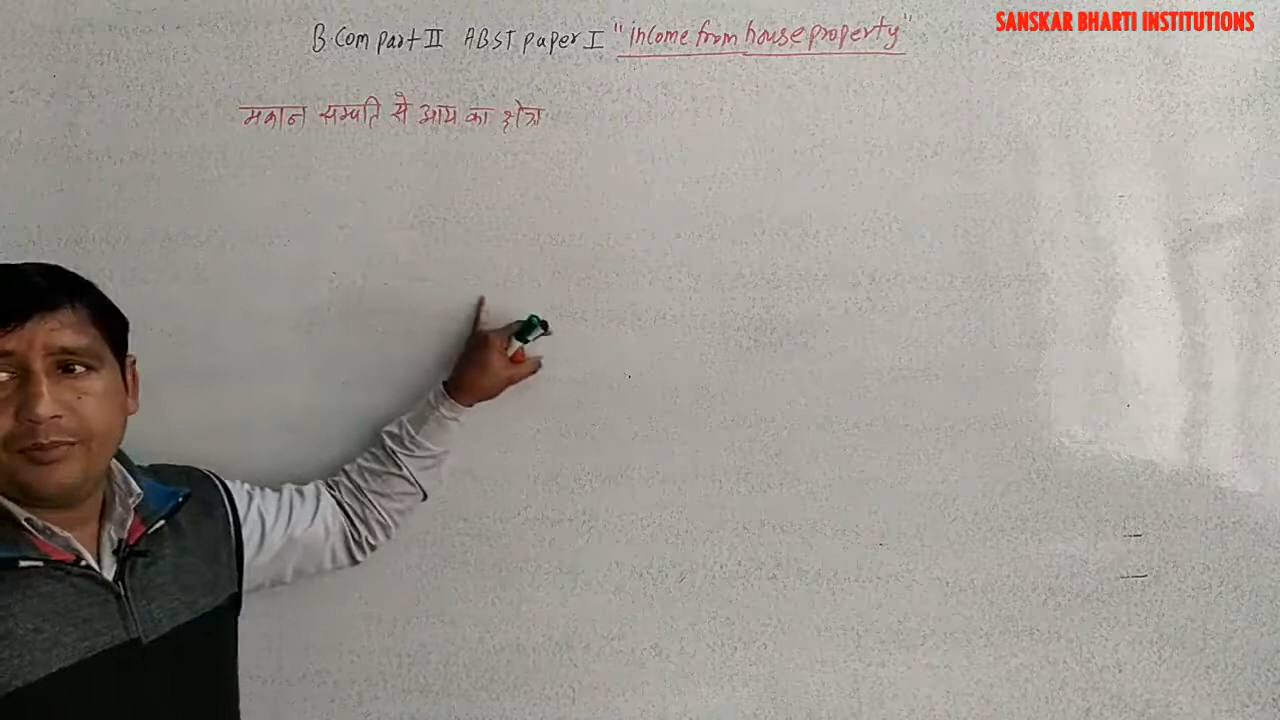 SANSKAR BHARTI INSTITUTIONS
B.Com part II ABST paper I "income from house property"
मकान सम्पति से आय का क्षेत्र